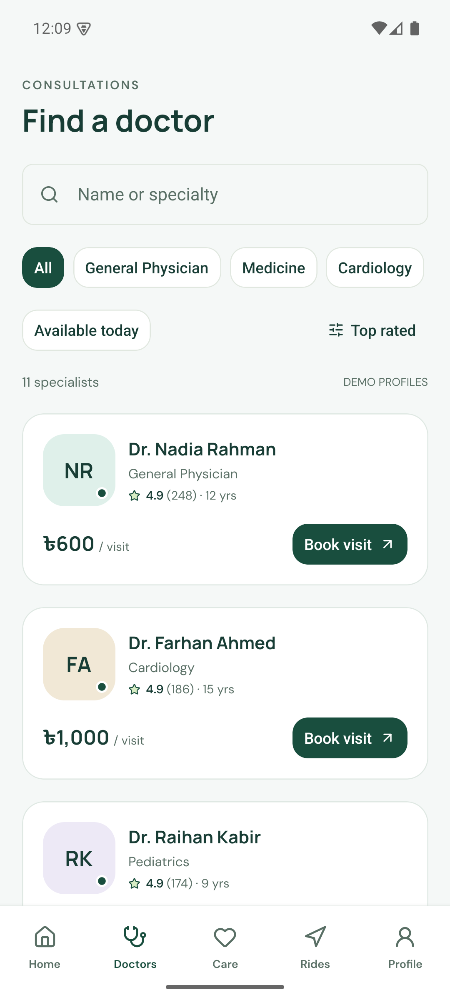 12:09
CONSULTATIONS
Find a doctor
Name or specialty
All General Physician Medicine Cardiology
Available today Top rated
11 specialists DEMO PROFILES
NR Dr. Nadia Rahman
General Physician
4.9 (248) · 12 yrs
৳600 / visit Book visit
FA Dr. Farhan Ahmed
Cardiology
4.9 (186) · 15 yrs
৳1,000 / visit Book visit
RK Dr. Raihan Kabir
Pediatrics
4.9 (174) · 9 yrs
Home Doctors Care Rides Profile